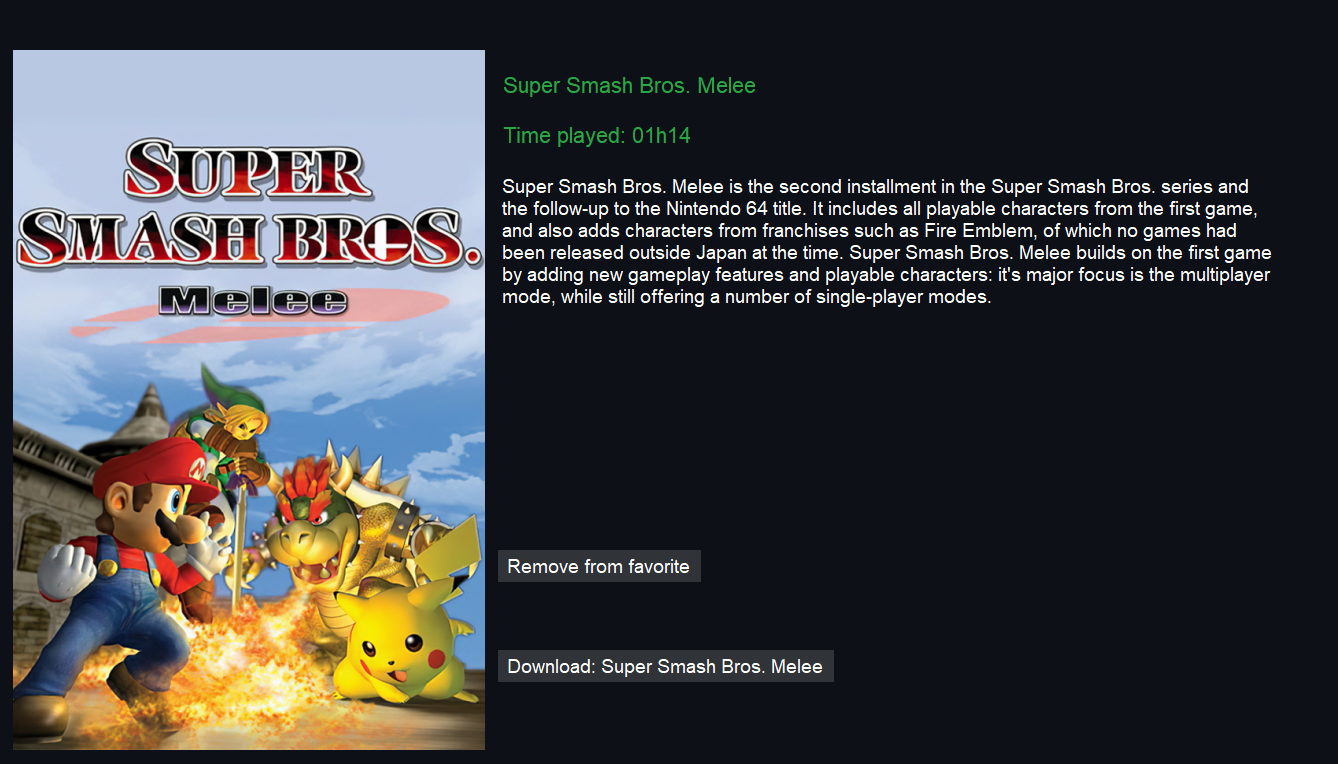 SUPER
SMASH BROS.
Melee
Super Smash Bros. Melee
Time played: 01h14
Super Smash Bros. Melee is the second installment in the Super Smash Bros. series and
the follow-up to the Nintendo 64 title. It includes all playable characters from the first game,
and also adds characters from franchises such as Fire Emblem, of which no games had
been released outside Japan at the time. Super Smash Bros. Melee builds on the first game
by adding new gameplay features and playable characters: it's major focus is the multiplayer
mode, while still offering a number of single-player modes.
Remove from favorite
Download: Super Smash Bros. Melee